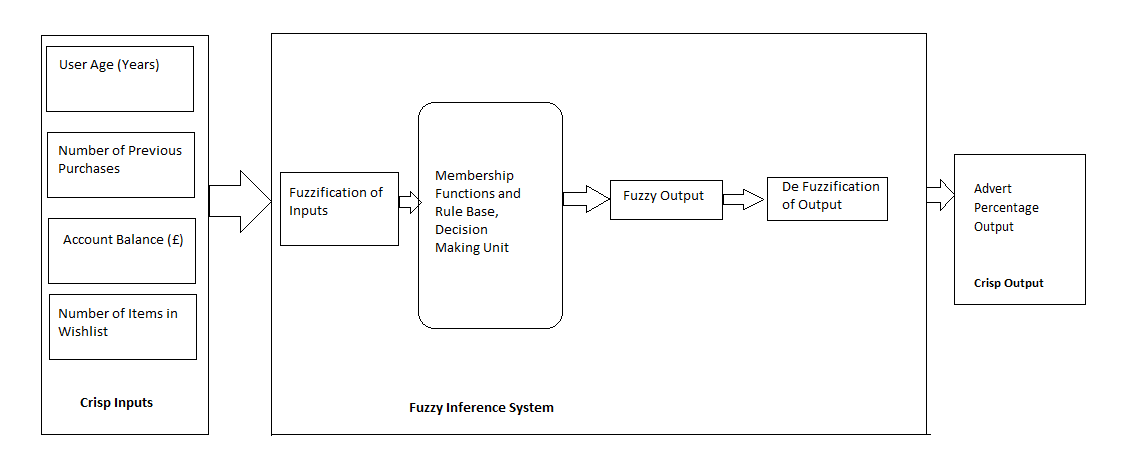 User Age (Years)
Number of Previous
Purchases
Account Balance (£)
Number of Items in
Wishlist
Crisp Inputs
Fuzzification of
Inputs
Membership
Functions and
Rule Base,
Decision
Making Unit
Fuzzy Output
De Fuzzification
of Output
Fuzzy Inference System
Advert
Percentage
Output
Crisp Output